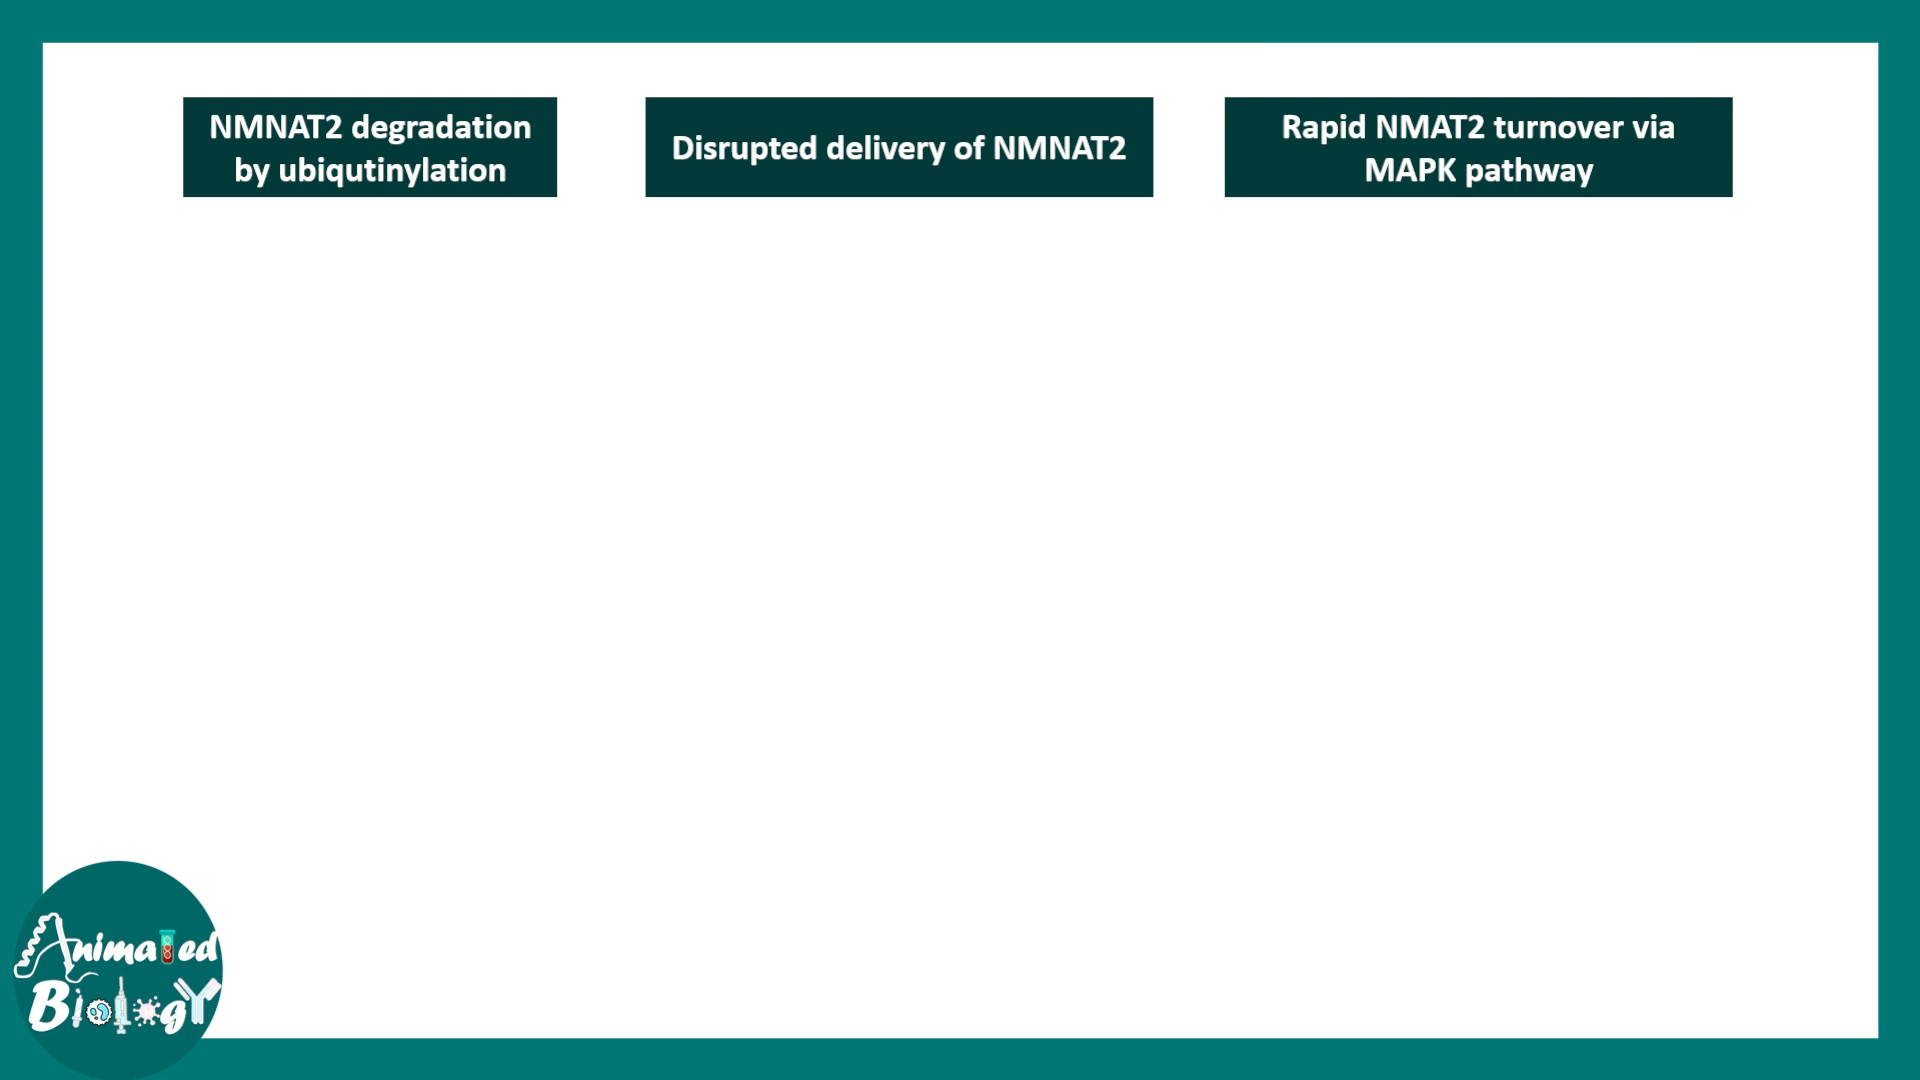 NMNAT2 degradation
by ubiqutinylation
Disrupted delivery of NMNAT2
Rapid NMAT2 turnover via
MAPK pathway
Animated
Biology